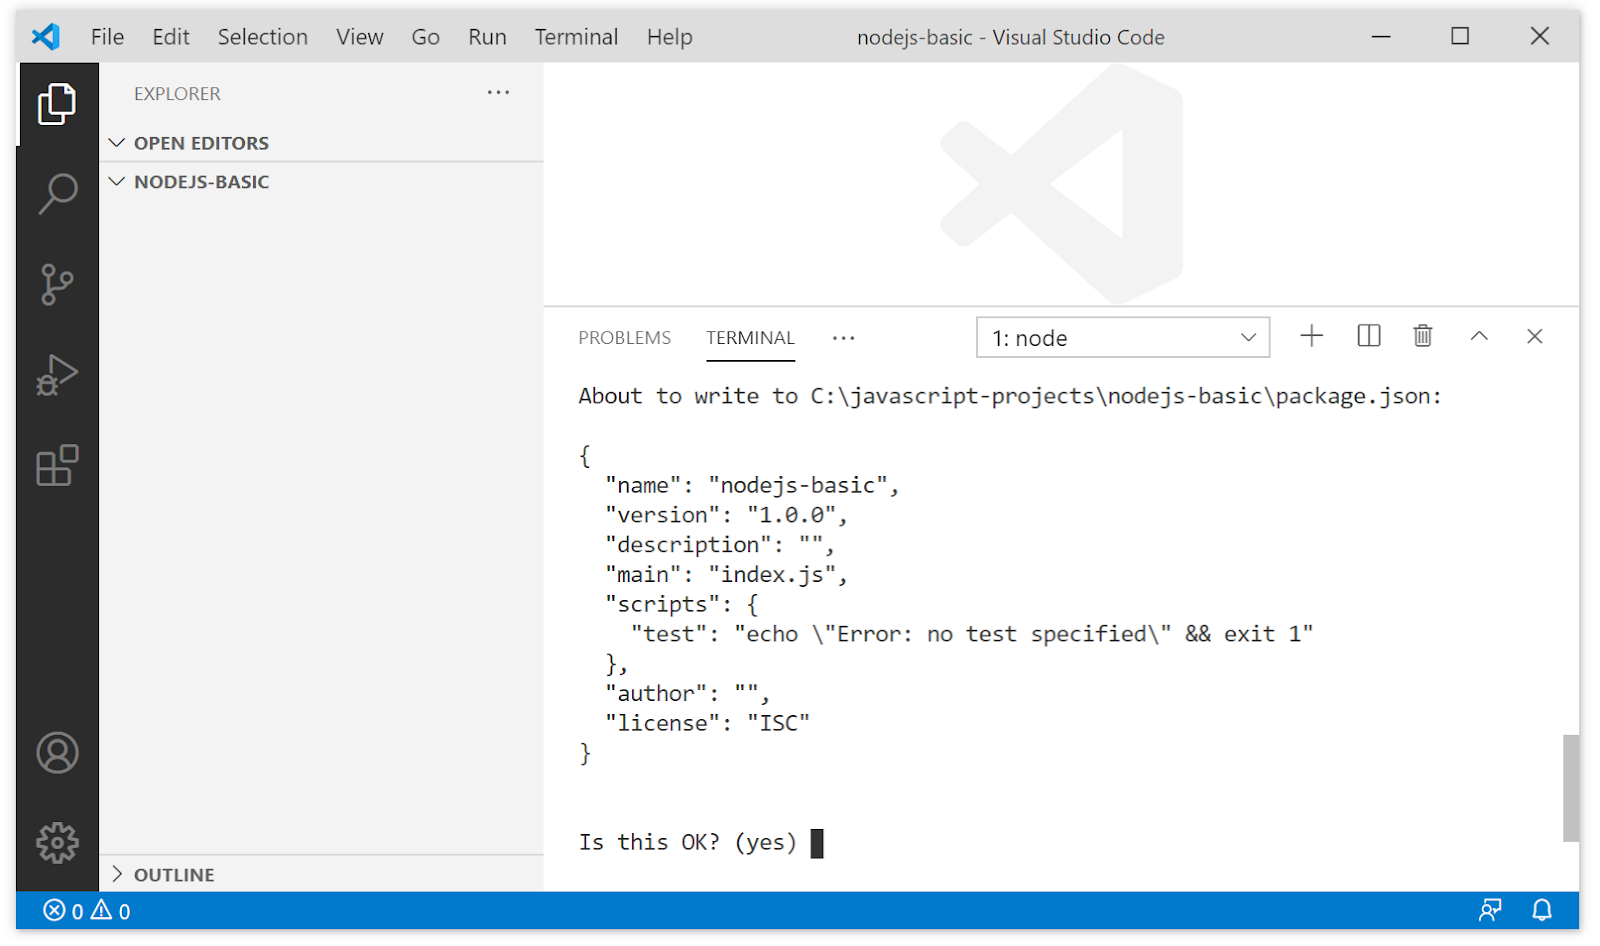 File Edit Selection View Go Run Terminal Help nodejs-basic - Visual Studio Code
EXPLORER
OPEN EDITORS
NODEJS-BASIC
OUTLINE
PROBLEMS TERMINAL 1: node
About to write to C:\javascript-projects\nodejs-basic\package.json:
{
"name": "nodejs-basic",
"version": "1.0.0",
"description": "",
"main": "index.js",
"scripts": {
"test": "echo \"Error: no test specified\" && exit 1"
},
"author": "",
"license": "ISC"
}
Is this OK? (yes)
0 0